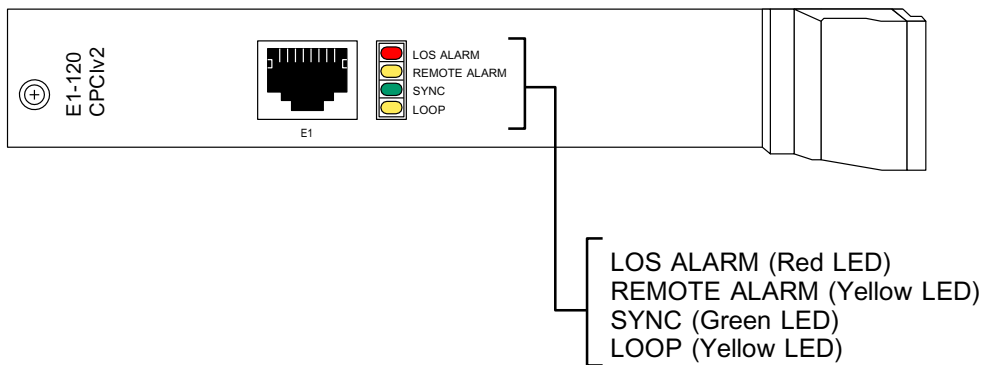 E1-120
CPCIv2
E1
LOS ALARM
REMOTE ALARM
SYNC
LOOP
LOS ALARM (Red LED)
REMOTE ALARM (Yellow LED)
SYNC (Green LED)
LOOP (Yellow LED)